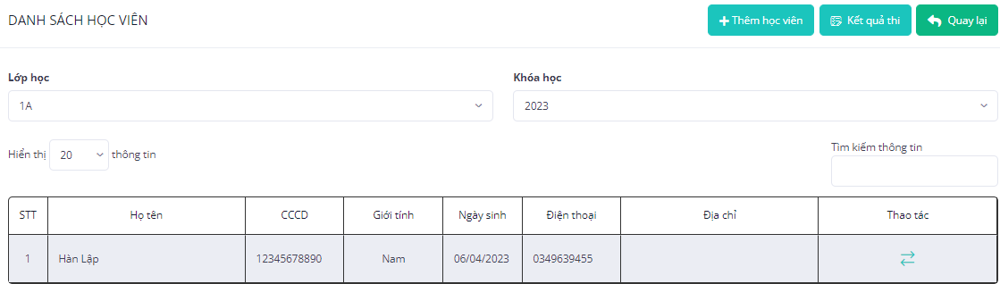 DANH SÁCH HỌC VIÊN
Thêm học viên Kết quả thi Quay lại
Lớp học Khóa học
1A 2023
Hiển thị 20 thông tin
Tìm kiếm thông tin
STT Họ tên CCCD Giới tính Ngày sinh Điện thoại Địa chỉ Thao tác
1 Hàn Lập 12345678890 Nam 06/04/2023 0349639455